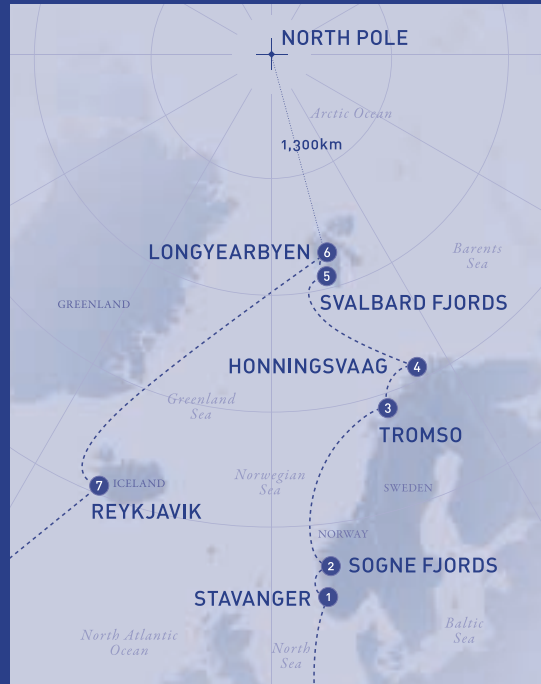 NORTH POLE
Arctic Ocean
1,300km
LONGYEARBYEN
6
Barents
Sea
5
SVALBARD FJORDS
GREENLAND
HONNINGSVAAG
4
Greenland
Sea
3
TROMSO
Norwegian
Sea
7
ICELAND
SWEDEN
REYKJAVIK
NORWAY
2
SOGNE FJORDS
STAVANGER
1
North Atlantic
Ocean
North
Sea
Baltic
Sea